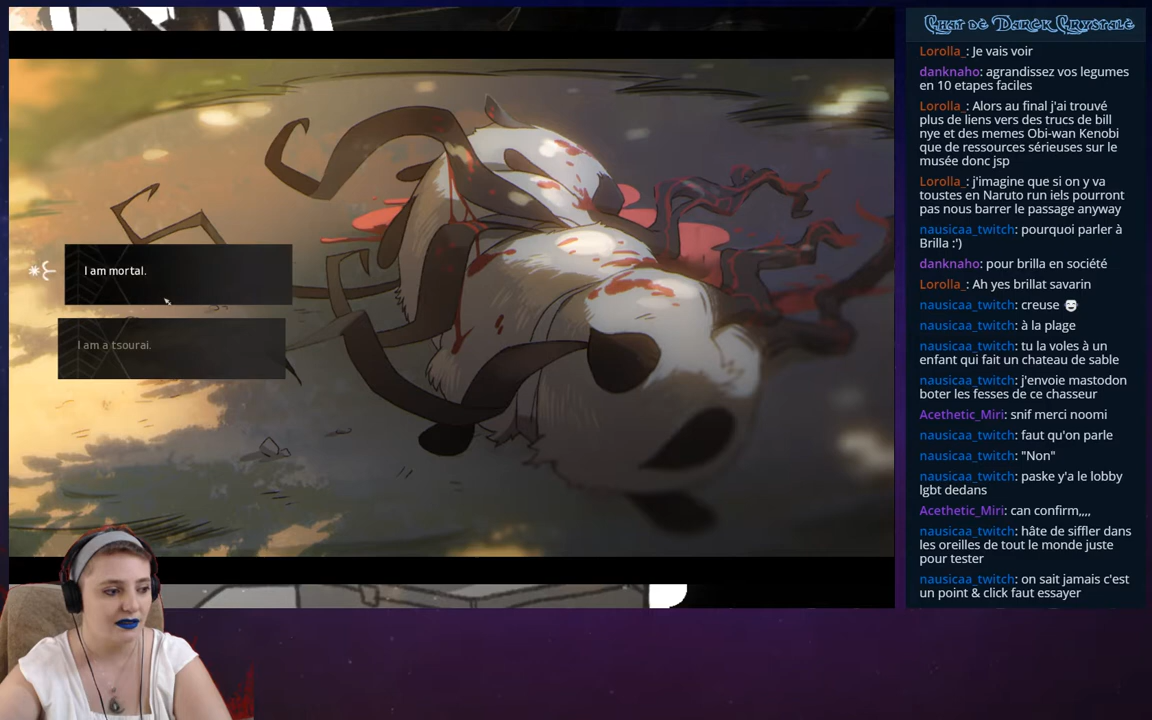 I am mortal.
I am a tsourai.
Chat de Darck Crystale
Lorolla_: Je vais voir
danknaho: agrandissez vos legumes
en 10 etapes faciles
Lorolla_: Alors au final j'ai trouvé
plus de liens vers des trucs de bill
nye et des memes Obi-wan Kenobi
que de ressources sérieuses sur le
musée donc jsp
Lorolla_: j'imagine que si on y va
toustes en Naruto run iels pourront
pas nous barrer le passage anyway
nausicaa_twitch: pourquoi parler à
Brilla :')
danknaho: pour brilla en société
Lorolla_: Ah yes brillat savarin
nausicaa_twitch: creuse
nausicaa_twitch: à la plage
nausicaa_twitch: tu la voles à un
enfant qui fait un chateau de sable
nausicaa_twitch: j'envoie mastodon
boter les fesses de ce chasseur
Acethetic_Miri: snif merci noomi
nausicaa_twitch: faut qu'on parle
nausicaa_twitch: "Non"
nausicaa_twitch: paske y'a le lobby
lgbt dedans
Acethetic_Miri: can confirm,,,,
nausicaa_twitch: hâte de siffler dans
les oreilles de tout le monde juste
pour tester
nausicaa_twitch: on sait jamais c'est
un point & click faut essayer